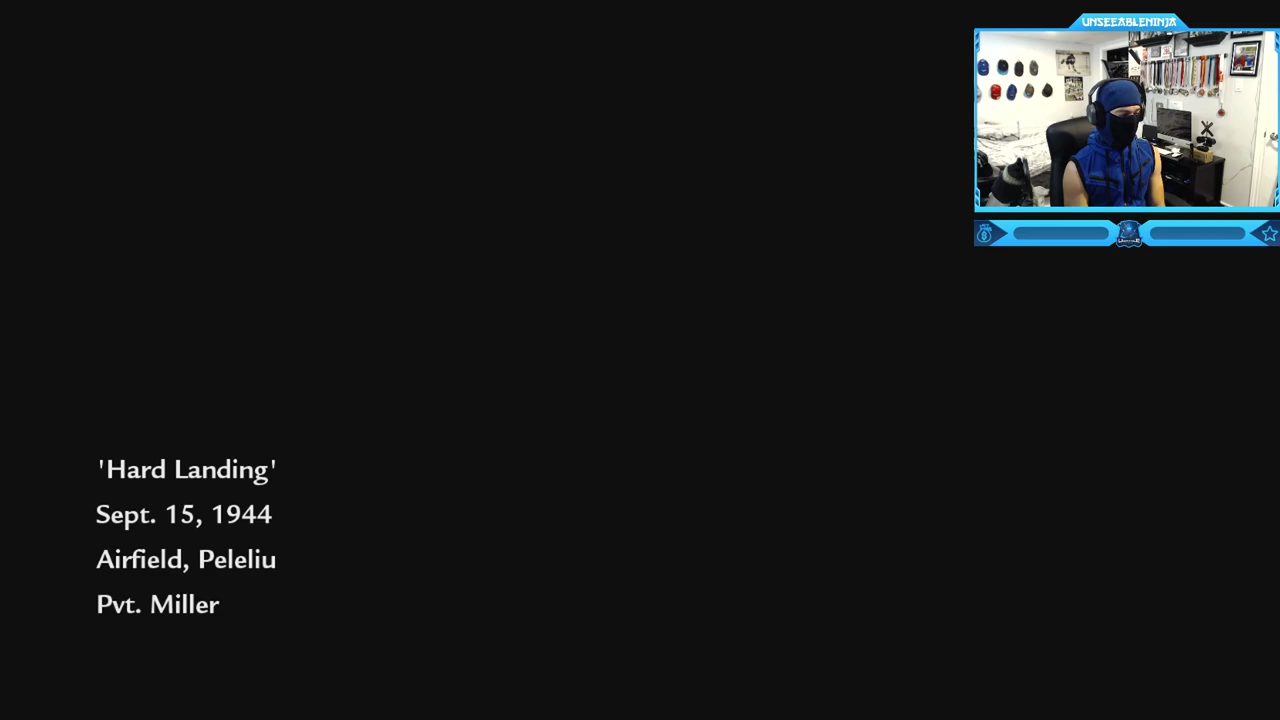 UNSEEABLENINJA
'Hard Landing'
Sept. 15, 1944
Airfield, Peleliu
Pvt. Miller